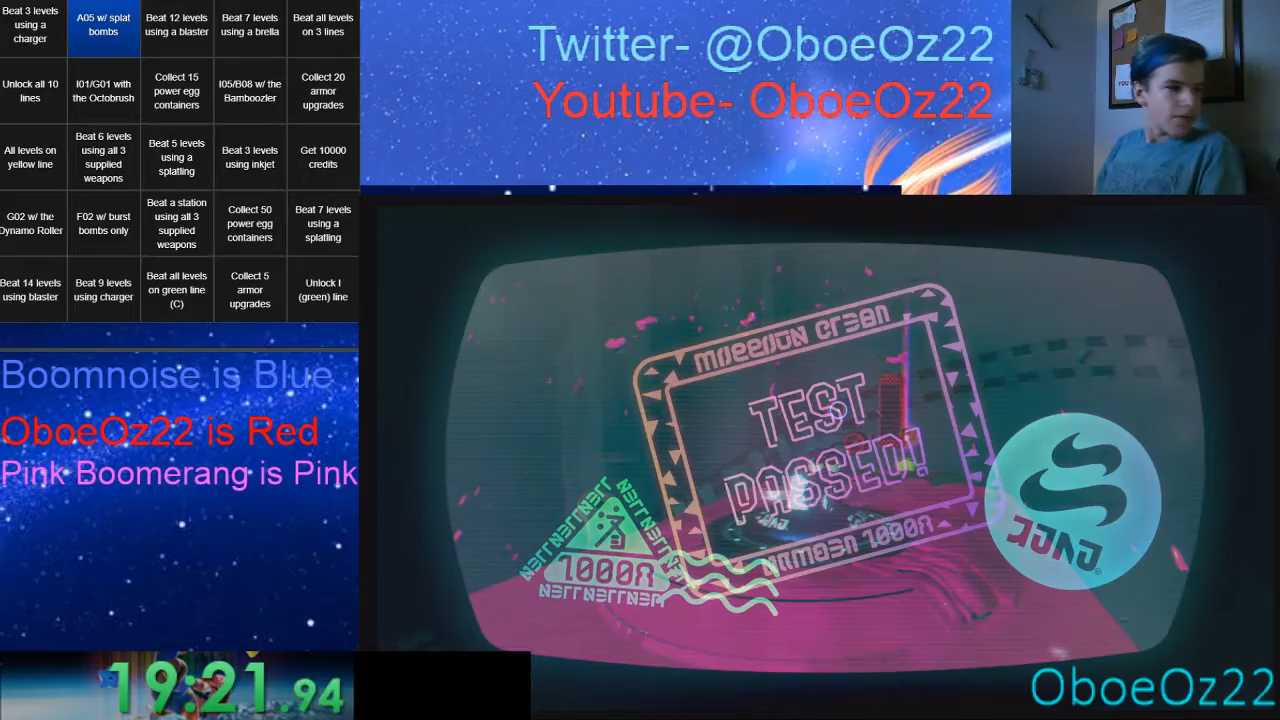 Beat 3 levels
using a
charger
A05 w/ splat
bombs
Beat 12 levels
using a blaster
Beat 7 levels
using a brella
Beat all levels
on 3 lines
Unlock all 10
lines
I01/G01 with
the Octobrush
Collect 15
power egg
containers
I05/B08 w/ the
Bamboozler
Collect 20
armor
upgrades
All levels on
yellow line
Beat 6 levels
using all 3
supplied
weapons
Beat 5 levels
using a
splatling
Beat 3 levels
using inkjet
Get 10000
credits
G02 w/ the
Dynamo Roller
F02 w/ burst
bombs only
Beat a station
using all 3
supplied
weapons
Collect 50
power egg
containers
Beat 7 levels
using a
splatling
Beat 14 levels
using blaster
Beat 9 levels
using charger
Beat all levels
on green line
(C)
Collect 5
armor
upgrades
Unlock I
(green) line
Twitter- @OboeOz22
Youtube- OboeOz22
Boomnoise is Blue
OboeOz22 is Red
Pink Boomerang is Pink
19:21.94
TEST
PASSED!
OboeOz22